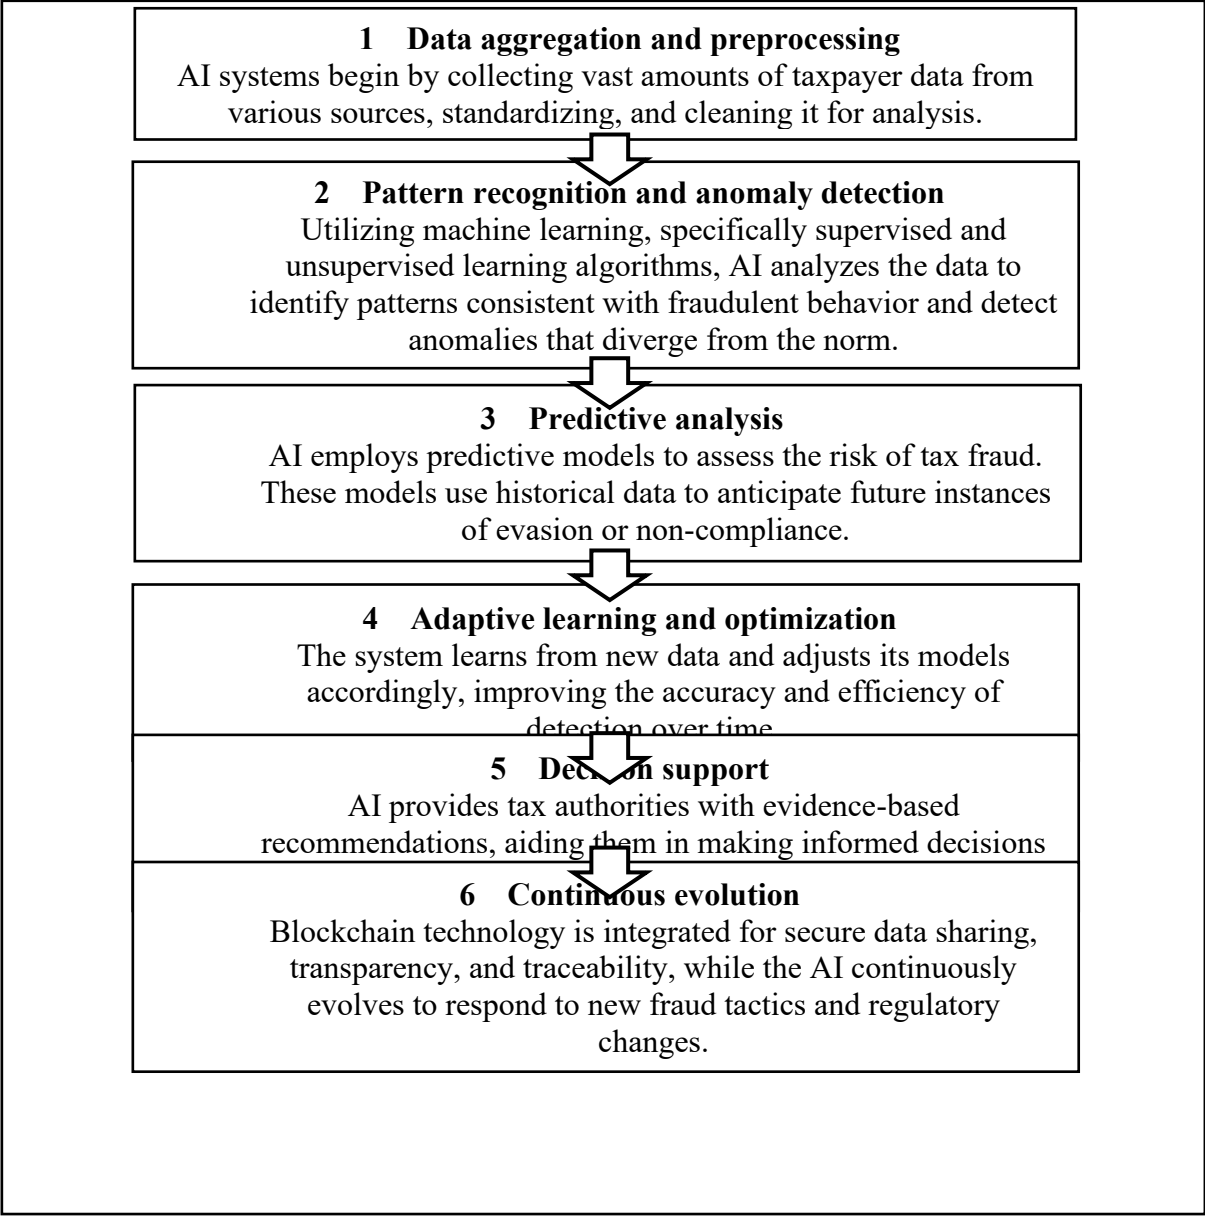 1 Data aggregation and preprocessing
AI systems begin by collecting vast amounts of taxpayer data from
various sources, standardizing, and cleaning it for analysis.
2 Pattern recognition and anomaly detection
Utilizing machine learning, specifically supervised and
unsupervised learning algorithms, AI analyzes the data to
identify patterns consistent with fraudulent behavior and detect
anomalies that diverge from the norm.
3 Predictive analysis
AI employs predictive models to assess the risk of tax fraud.
These models use historical data to anticipate future instances
of evasion or non-compliance.
4 Adaptive learning and optimization
The system learns from new data and adjusts its models
accordingly, improving the accuracy and efficiency of
detection over time
5 Decision support
AI provides tax authorities with evidence-based
recommendations, aiding them in making informed decisions
6 Continuous evolution
Blockchain technology is integrated for secure data sharing,
transparency, and traceability, while the AI continuously
evolves to respond to new fraud tactics and regulatory
changes.